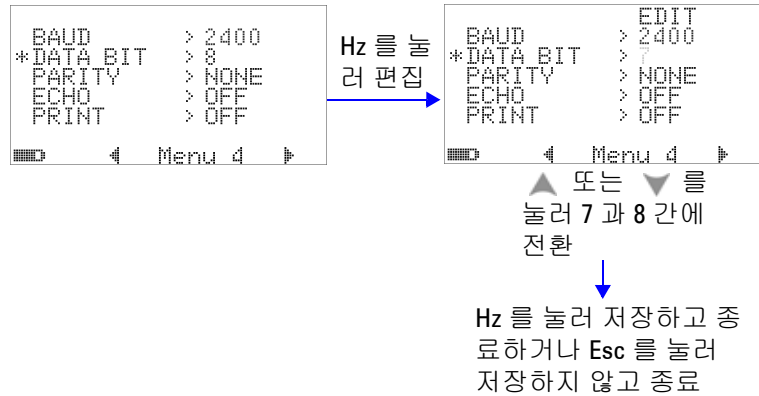 BAUD > 2400
*DATA BIT > 8
PARITY > NONE
ECHO > OFF
PRINT > OFF
◀ Menu 4 ▶
Hz 를 눌
러 편집
EDIT
BAUD > 2400
*DATA BIT > 7
PARITY > NONE
ECHO > OFF
PRINT > OFF
◀ Menu 4 ▶
▲ 또는 ▼ 를
눌러 7 과 8 간에
전환
Hz 를 눌러 저장하고 종
료하거나 Esc 를 눌러
저장하지 않고 종료